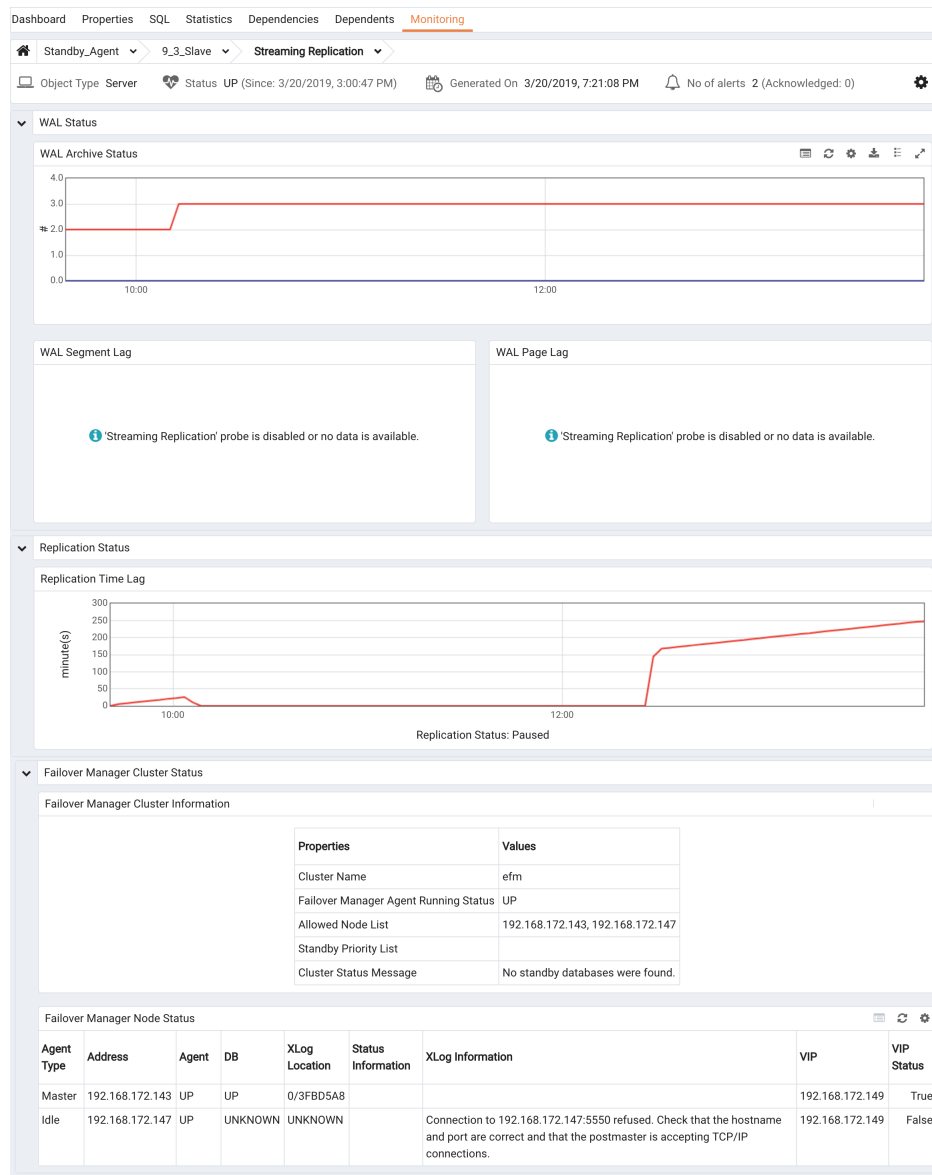 Dashboard Properties SQL Statistics Dependencies Dependents Monitoring
Standby_Agent 9_3_Slave Streaming Replication
Object Type Server Status UP (Since: 3/20/2019, 3:00:47 PM) Generated On 3/20/2019, 7:21:08 PM No of alerts 2 (Acknowledged: 0)
WAL Status
WAL Archive Status
4.0
3.0
2.0
1.0
0.0
#
10:00 12:00
WAL Segment Lag WAL Page Lag
'Streaming Replication' probe is disabled or no data is available. 'Streaming Replication' probe is disabled or no data is available.
Replication Status
Replication Time Lag
300
250
200
150
100
50
0
minute(s)
10:00 12:00
Replication Status: Paused
Failover Manager Cluster Status
Failover Manager Cluster Information
Properties Values
Cluster Name efm
Failover Manager Agent Running Status UP
Allowed Node List 192.168.172.143, 192.168.172.147
Standby Priority List
Cluster Status Message No standby databases were found.
Failover Manager Node Status
Agent Type Address Agent DB XLog Location Status Information XLog Information VIP VIP Status
Master 192.168.172.143 UP UP 0/3FBD5A8 192.168.172.149 True
Idle 192.168.172.147 UP UNKNOWN UNKNOWN Connection to 192.168.172.147:5550 refused. Check that the hostname 192.168.172.149 False
and port are correct and that the postmaster is accepting TCP/IP
connections.